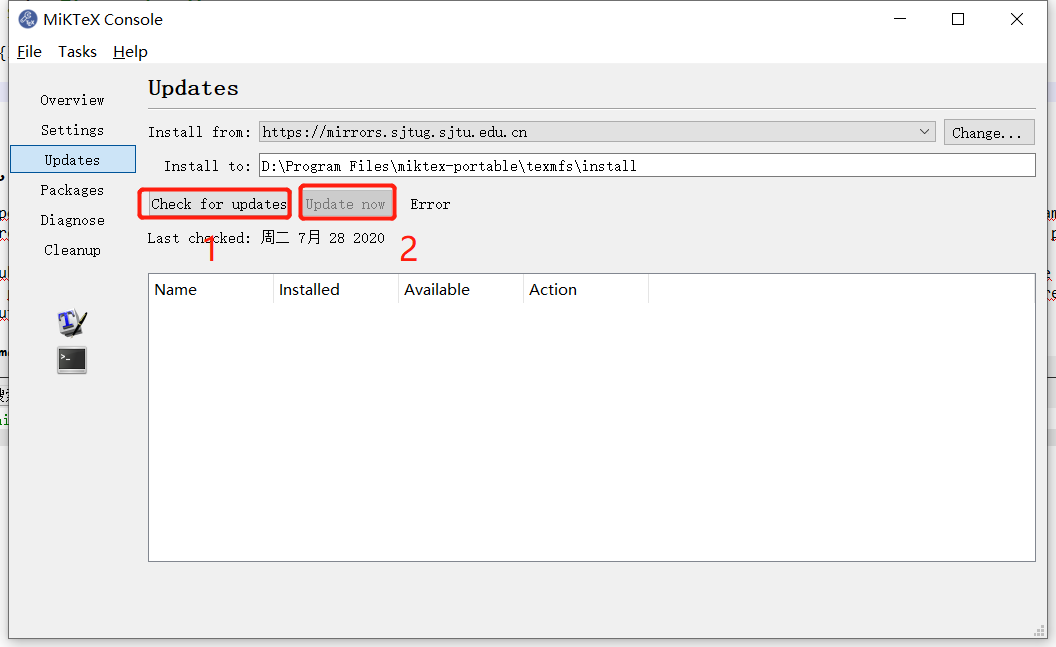 MiKTeX Console
File Tasks Help
Overview
Settings
Updates
Packages
Diagnose
Cleanup
Updates
Install from: https://mirrors.sjtug.sjtu.edu.cn Change...
Install to: D:\Program Files\miktex-portable\texmfs\install
Check for updates Update now Error
Last checked: 周二 7月 28 2020
1 2
Name Installed Available Action